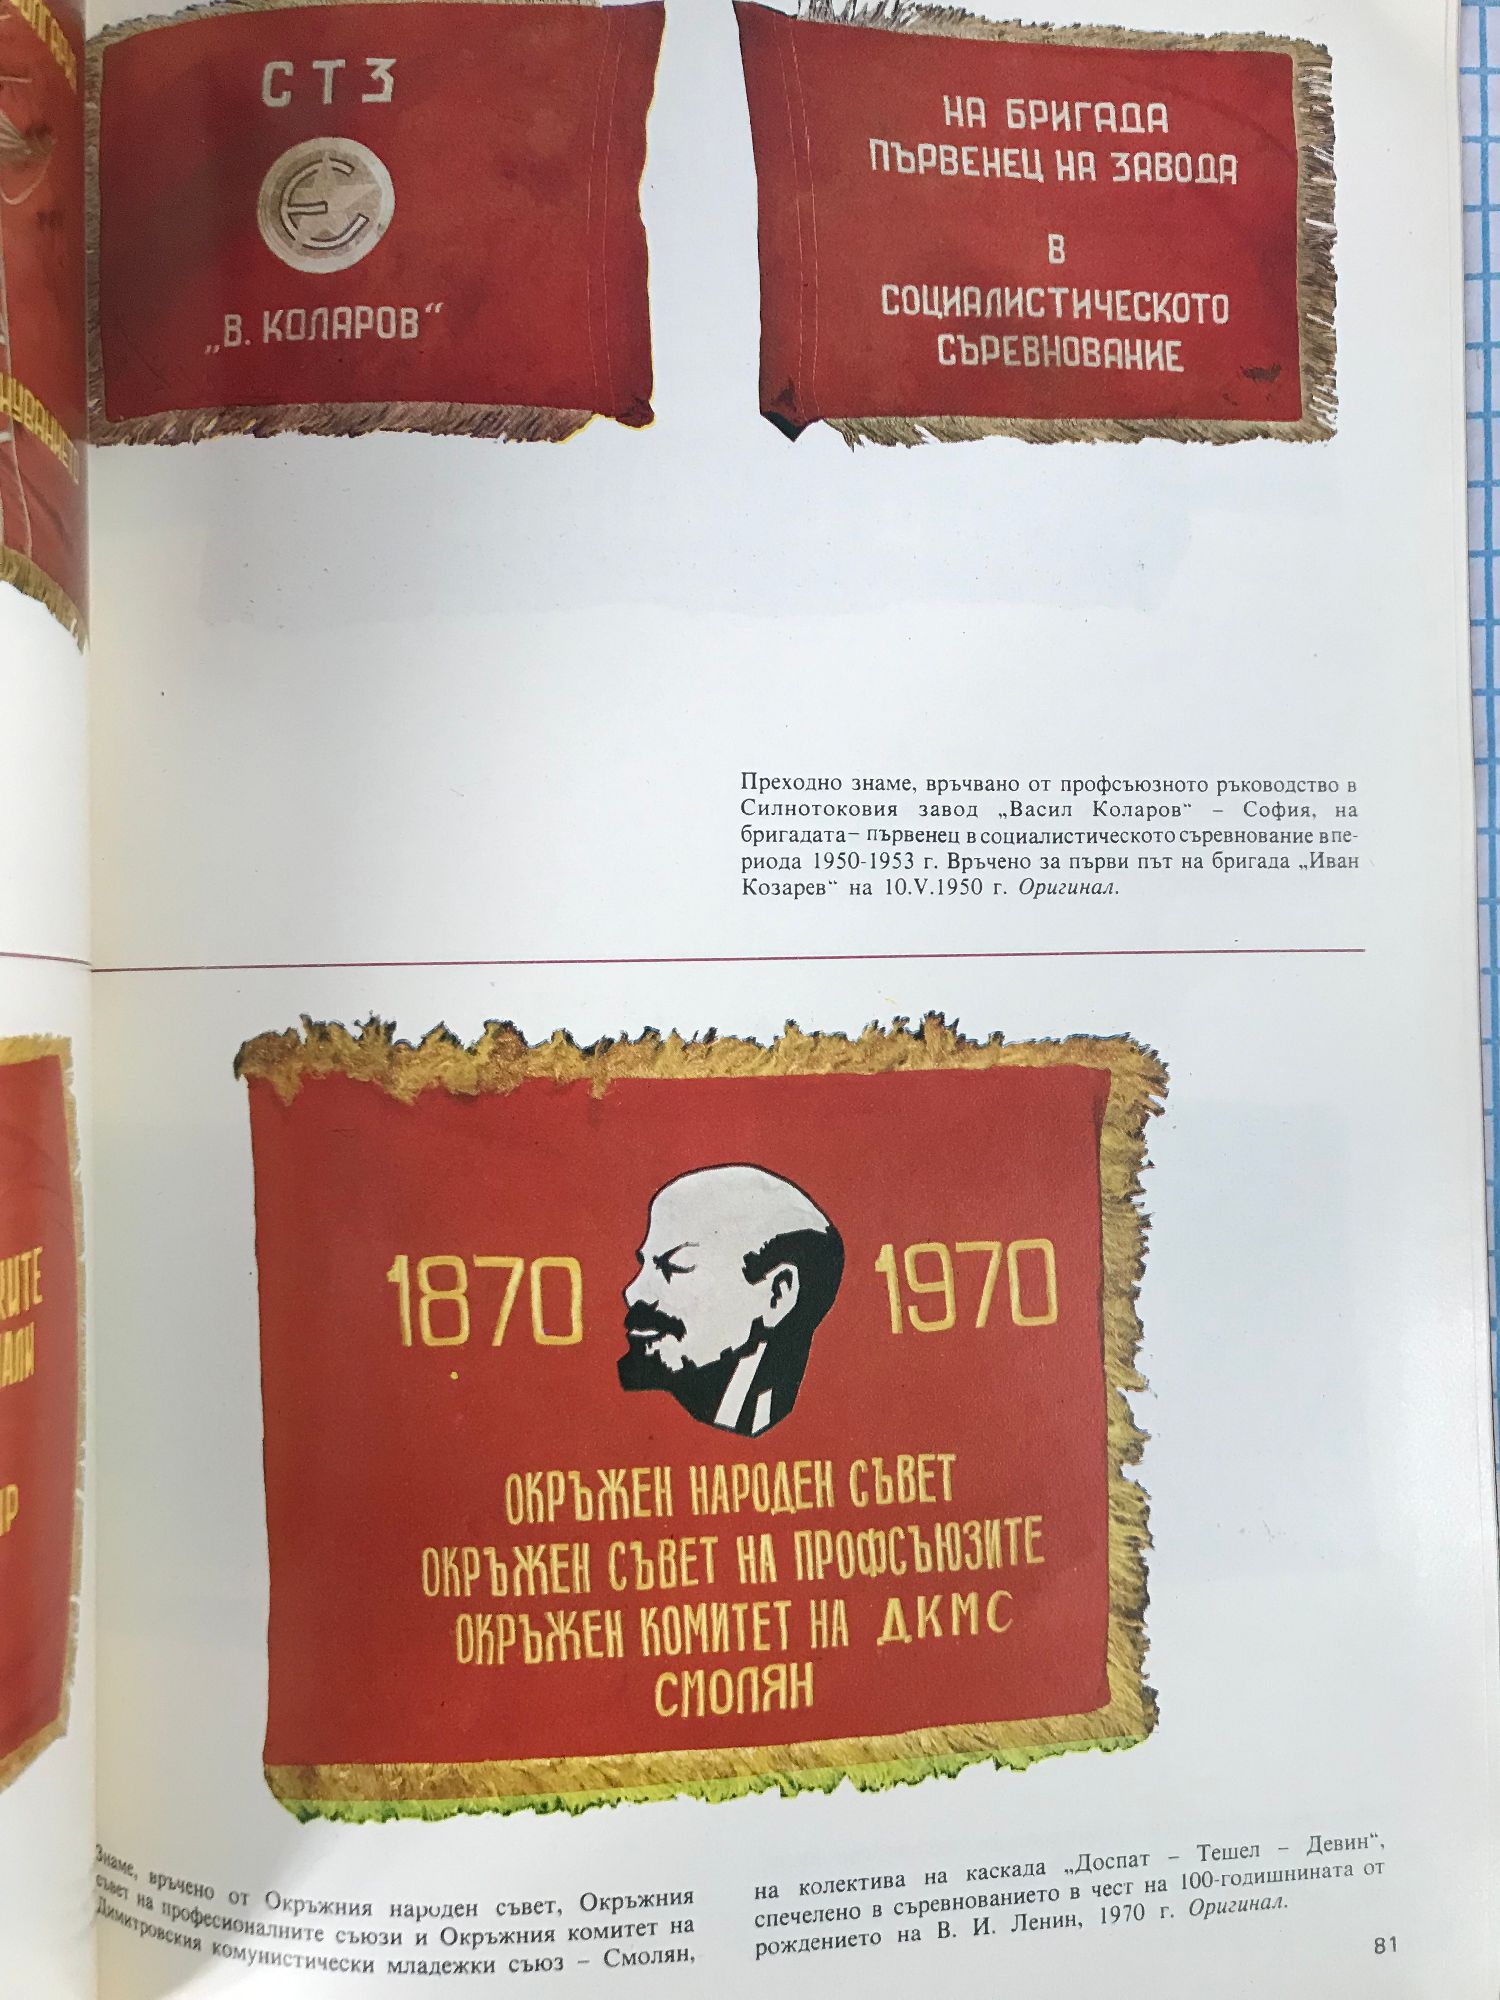 СТЗ
„В. КОЛАРОВ“
НА БРИГАДА
ПЪРВЕНЕЦ НА ЗАВОДА
В
СОЦИАЛИСТИЧЕСКОТО
СЪРЕВНОВАНИЕ
Преходно знаме, връчвано от профсъюзното ръководство в
Силнотоковия завод „Васил Коларов“ – София, на
бригадата– първенец в социалистическото съревнование в пе-
риода 1950-1953 г. Връчено за първи път на бригада „Иван
Козарев“ на 10.V.1950 г. Оригинал.
1870 1970
ОКРЪЖЕН НАРОДЕН СЪВЕТ
ОКРЪЖЕН СЪВЕТ НА ПРОФСЪЮЗИТЕ
ОКРЪЖЕН КОМИТЕТ НА ДКМС
СМОЛЯН
Знаме, връчено от Окръжния народен съвет, Окръжния
съвет на професионалните съюзи и Окръжния комитет на
Димитровския комунистически младежки съюз – Смолян,
на колектива на каскада „Доспат – Тешел – Девин“,
спечелено в съревнованието в чест на 100-годишнината от
рождението на В. И. Ленин, 1970 г. Оригинал.
81